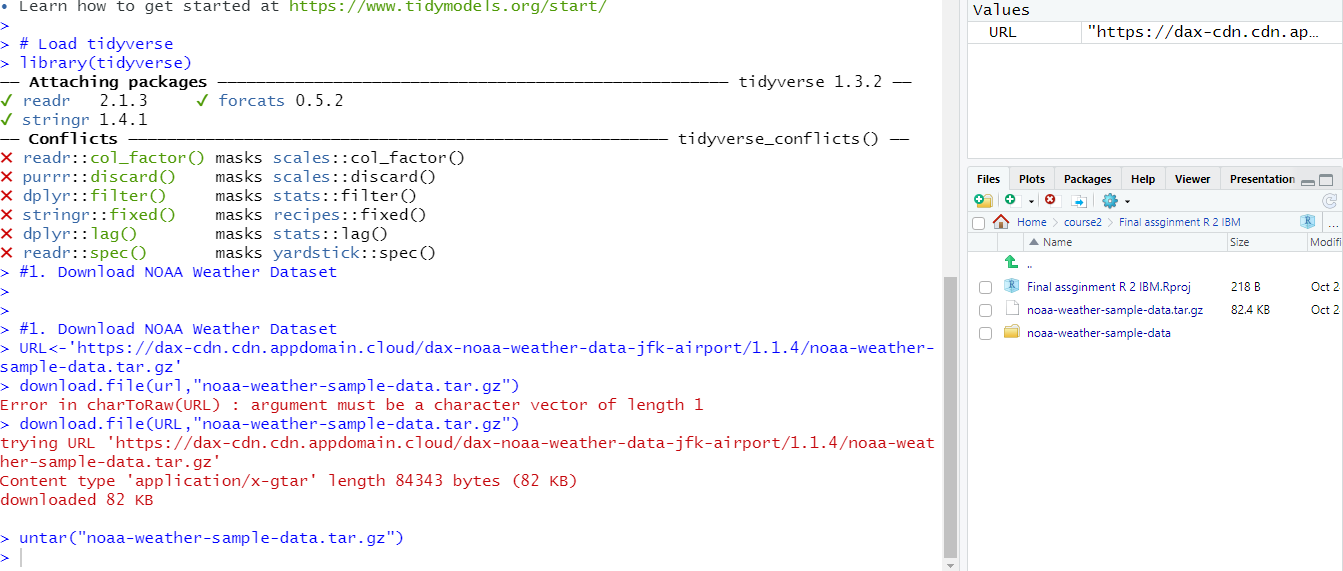 • Learn how to get started at https://www.tidymodels.org/start/
>
> # Load tidyverse
> library(tidyverse)
── Attaching packages ──────────────────── tidyverse 1.3.2 ──
✔ readr   2.1.3     ✔ forcats 0.5.2
✔ stringr 1.4.1
── Conflicts ──────────────────── tidyverse_conflicts() ──
✖ readr::col_factor() masks scales::col_factor()
✖ purrr::discard()    masks scales::discard()
✖ dplyr::filter()     masks stats::filter()
✖ stringr::fixed()    masks recipes::fixed()
✖ dplyr::lag()        masks stats::lag()
✖ readr::spec()       masks yardstick::spec()
> #1. Download NOAA Weather Dataset
>
>
> #1. Download NOAA Weather Dataset
> URL<-'https://dax-cdn.cdn.appdomain.cloud/dax-noaa-weather-data-jfk-airport/1.1.4/noaa-weather-
sample-data.tar.gz'
> download.file(url,"noaa-weather-sample-data.tar.gz")
Error in charToRaw(URL) : argument must be a character vector of length 1
> download.file(URL,"noaa-weather-sample-data.tar.gz")
trying URL 'https://dax-cdn.cdn.appdomain.cloud/dax-noaa-weather-data-jfk-airport/1.1.4/noaa-weat
her-sample-data.tar.gz'
Content type 'application/x-gtar' length 84343 bytes (82 KB)
downloaded 82 KB
> untar("noaa-weather-sample-data.tar.gz")
>
Values
URL "https://dax-cdn.cdn.ap…
Files Plots Packages Help Viewer Presentation
Home > course2 > Final assginment R 2 IBM ...
Name Size Modifi
..
Final assginment R 2 IBM.Rproj 218 B Oct 2
noaa-weather-sample-data.tar.gz 82.4 KB Oct 2
noaa-weather-sample-data